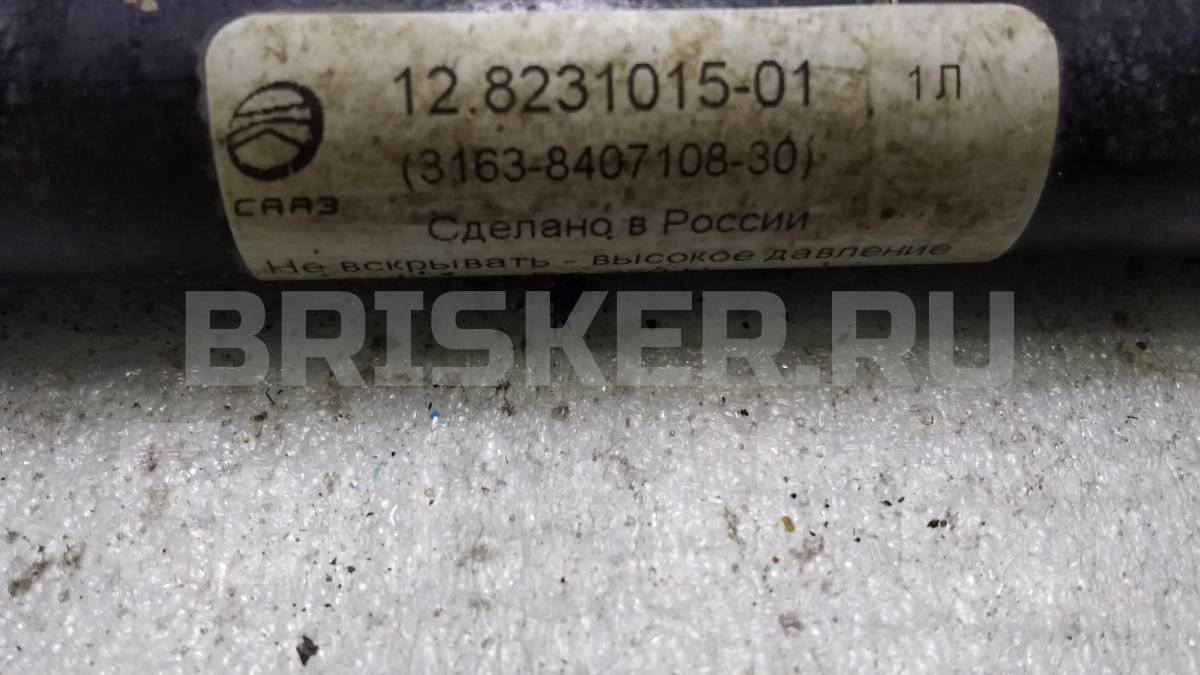 12.8231015-01 1Л
(3163-8407108-30)
СААЗ
Сделано в России
Не вскрывать - высокое давление
BRISKER.RU